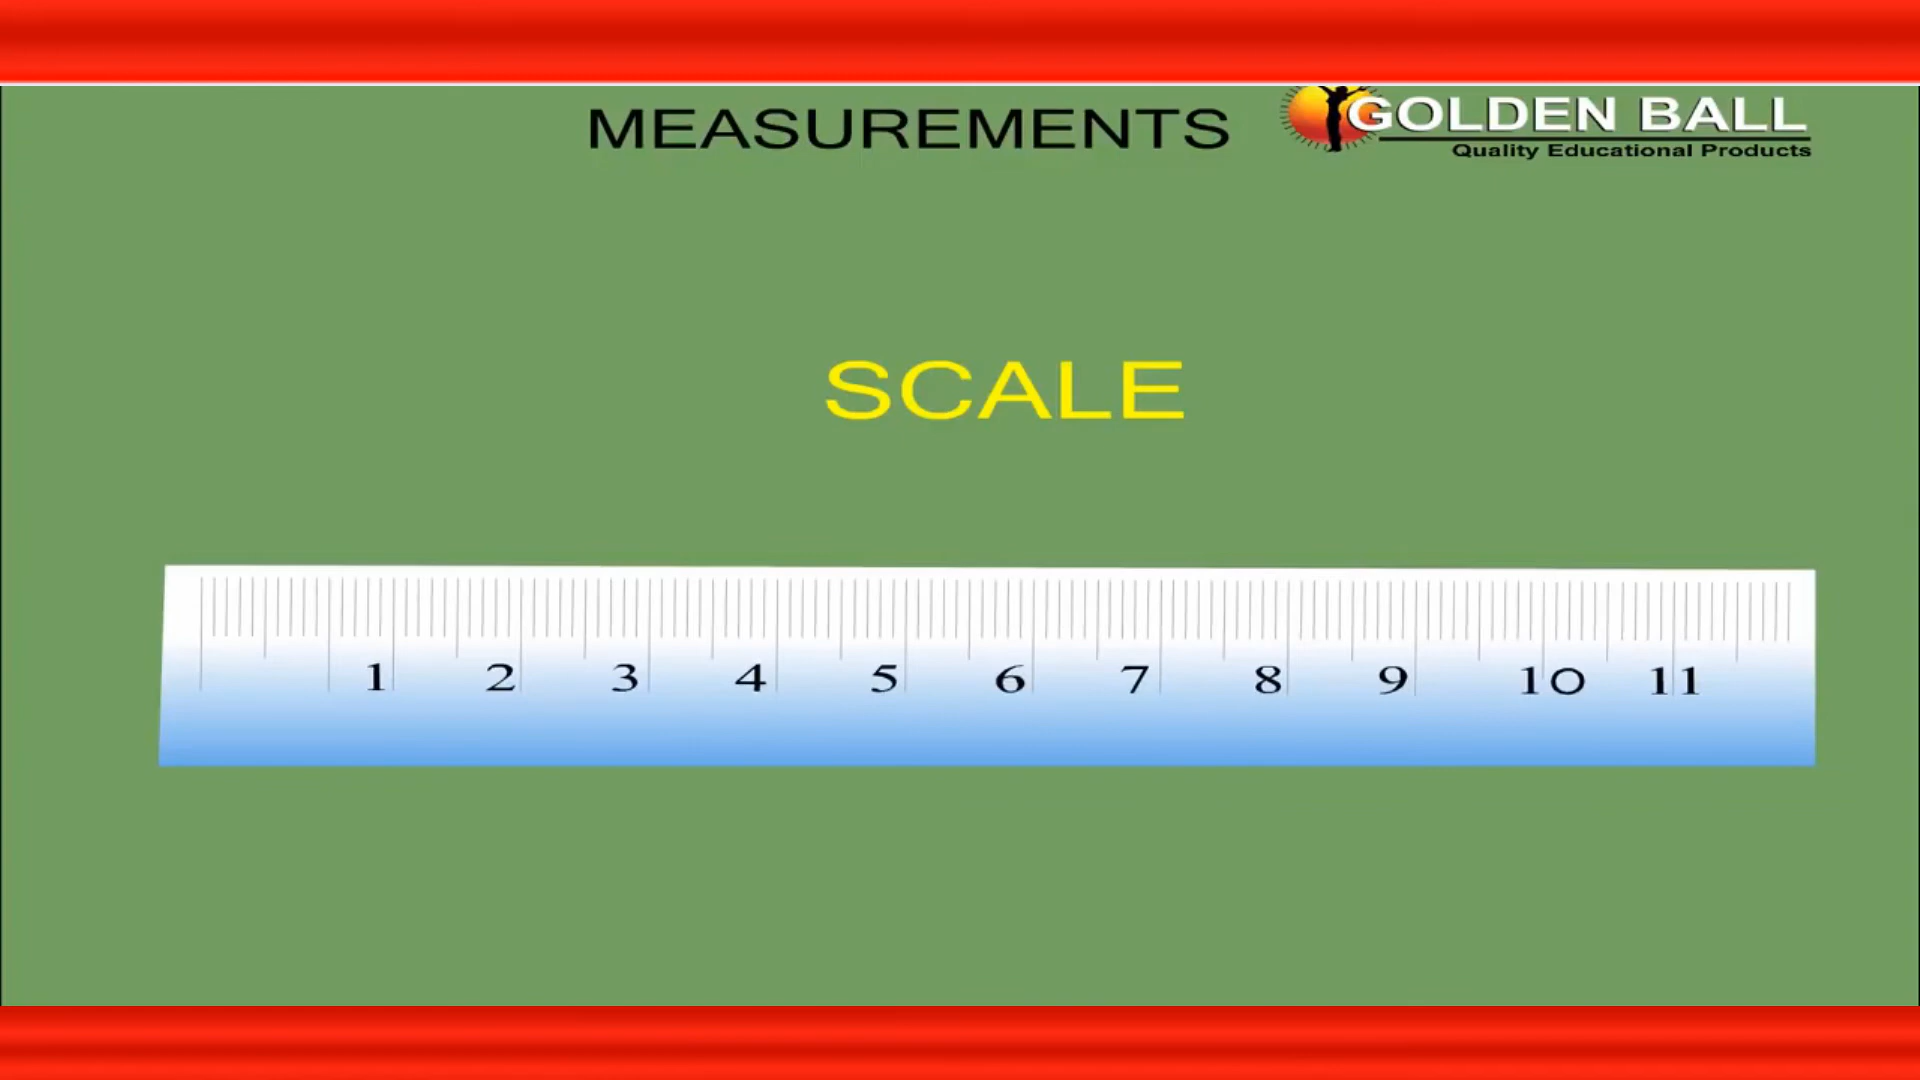 MEASUREMENTS
GOLDEN BALL
Quality Educational Products
SCALE
1 2 3 4 5 6 7 8 9 10 11